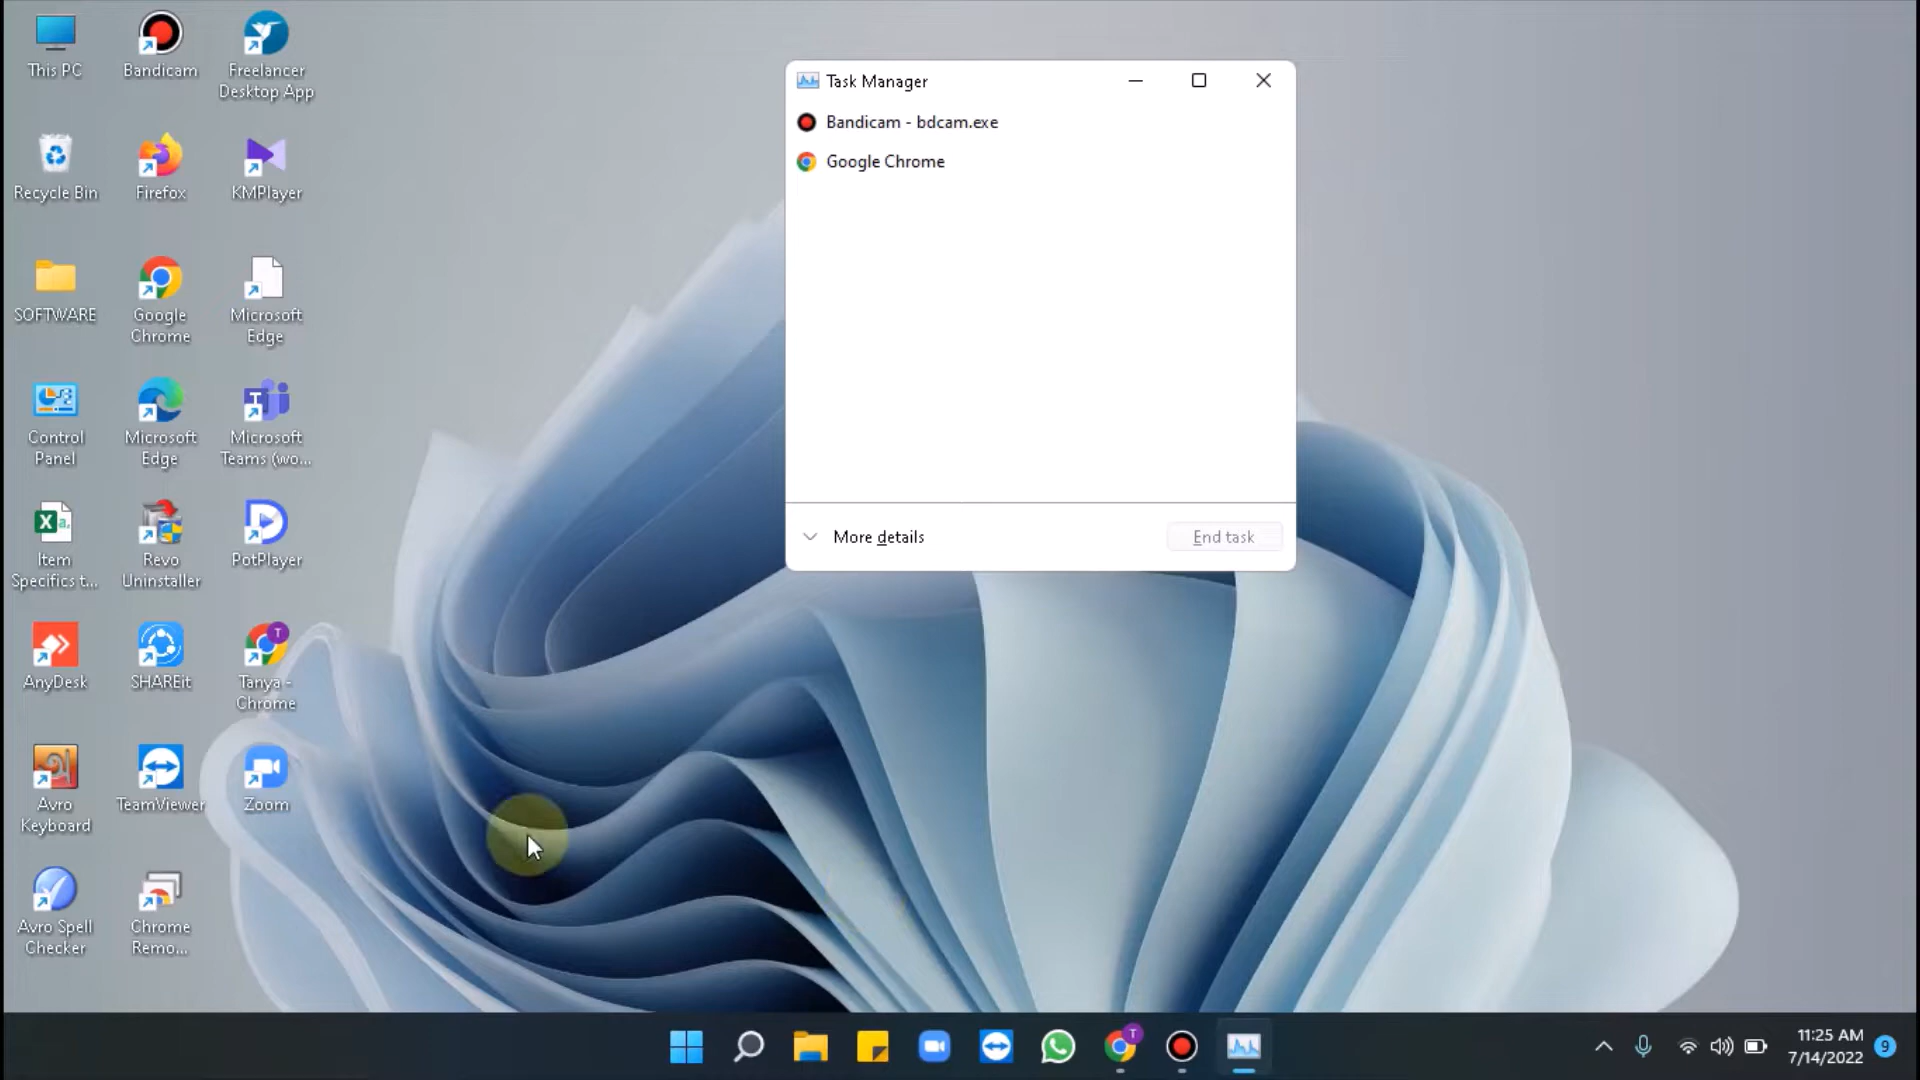 This PC
Bandicam
Freelancer
Desktop App
Recycle Bin
Firefox
KMPlayer
SOFTWARE
Google
Chrome
Microsoft
Edge
Control
Panel
Microsoft
Edge
Microsoft
Teams (wo...
Item
Specifics t...
Revo
Uninstaller
PotPlayer
AnyDesk
SHAREit
T
Tanya -
Chrome
Avro
Keyboard
TeamViewer
Zoom
Avro Spell
Checker
Chrome
Remo...
Task Manager
Bandicam - bdcam.exe
Google Chrome
More details
End task
T
11:25 AM
7/14/2022
9